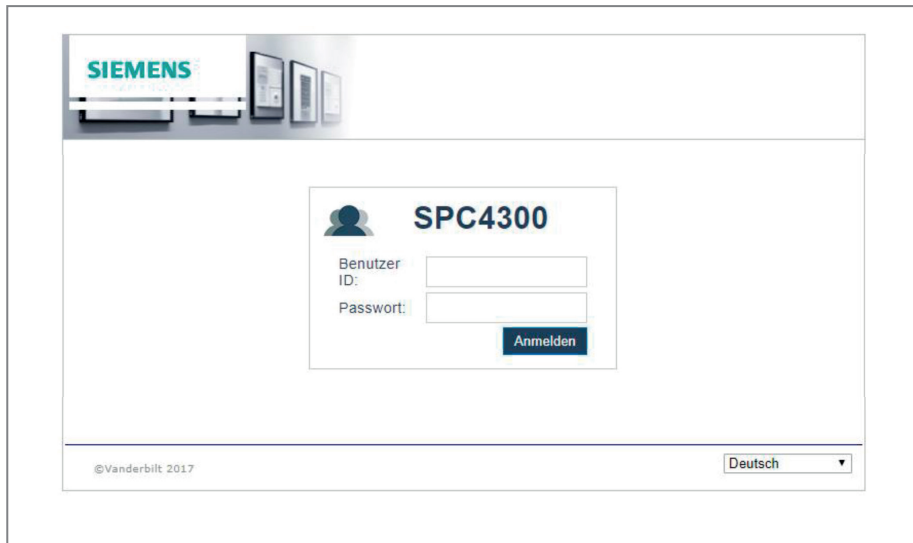 SIEMENS
SPC4300
Benutzer
ID:
Passwort:
Anmelden
©Vanderbilt 2017
Deutsch